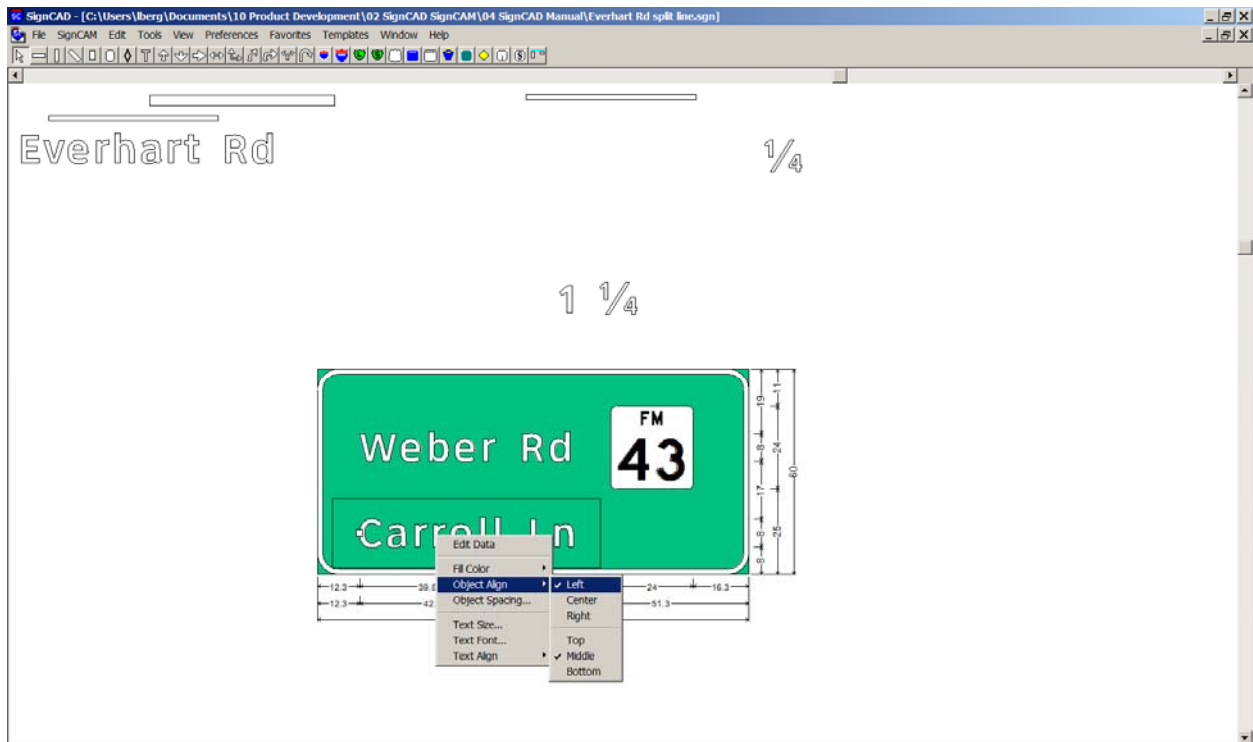 SignCAD - [C:\Users\lberg\Documents\10 Product Development\02 SignCAD SignCAM\04 SignCAD Manual\Everhart Rd split line.sgn]
File SignCAM Edit Tools View Preferences Favorites Templates Window Help
Everhart Rd
1/4
1 1/4
FM
Weber Rd 43
Carroll Ln
Edit Data
Fill Color
Object Align
Object Spacing...
Text Size...
Text Font...
Text Align
Left
Center
Right
Top
Middle
Bottom
19
8
17
8
8
11
24
25
60
12.3
24
16.3
12.3
42
51.3